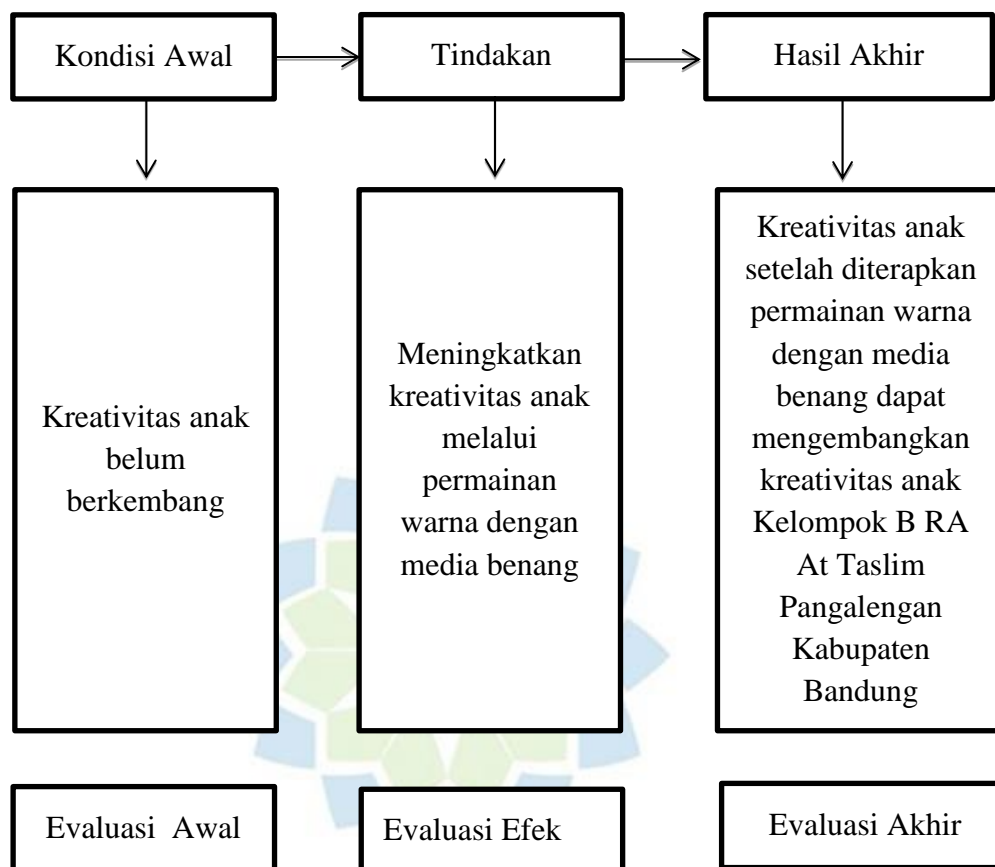 Kondisi Awal
Tindakan
Hasil Akhir
Kreativitas anak
belum
berkembang
Meningkatkan
kreativitas anak
melalui
permainan
warna dengan
media benang
Kreativitas anak
setelah diterapkan
permainan warna
dengan media
benang dapat
mengembangkan
kreativitas anak
Kelompok B RA
At Taslim
Pangalengan
Kabupaten
Bandung
Evaluasi Awal
Evaluasi Efek
Evaluasi Akhir